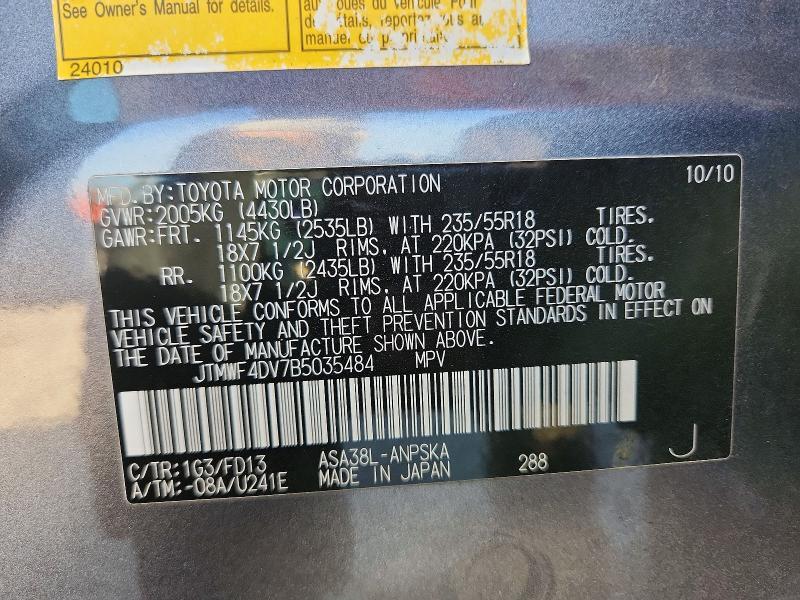 See Owner's Manual for details.
24010
10/10
MFD. BY: TOYOTA MOTOR CORPORATION
GVWR: 2005KG (4430LB)
GAWR: FRT. 1145KG (2535LB) WITH 235/55R18 TIRES.
18X7 1/2J RIMS. AT 220KPA (32PSI) COLD.
RR. 1100KG (2435LB) WITH 235/55R18 TIRES.
18X7 1/2J RIMS. AT 220KPA (32PSI) COLD.
THIS VEHICLE CONFORMS TO ALL APPLICABLE FEDERAL MOTOR
VEHICLE SAFETY AND THEFT PREVENTION STANDARDS IN EFFECT ON
THE DATE OF MANUFACTURE SHOWN ABOVE.
JTMWF4DV7B5035484 MPV
C/TR: 1G3/FD13 ASA38L-ANPSKA
A/TM: -08A/U241E MADE IN JAPAN 288 J